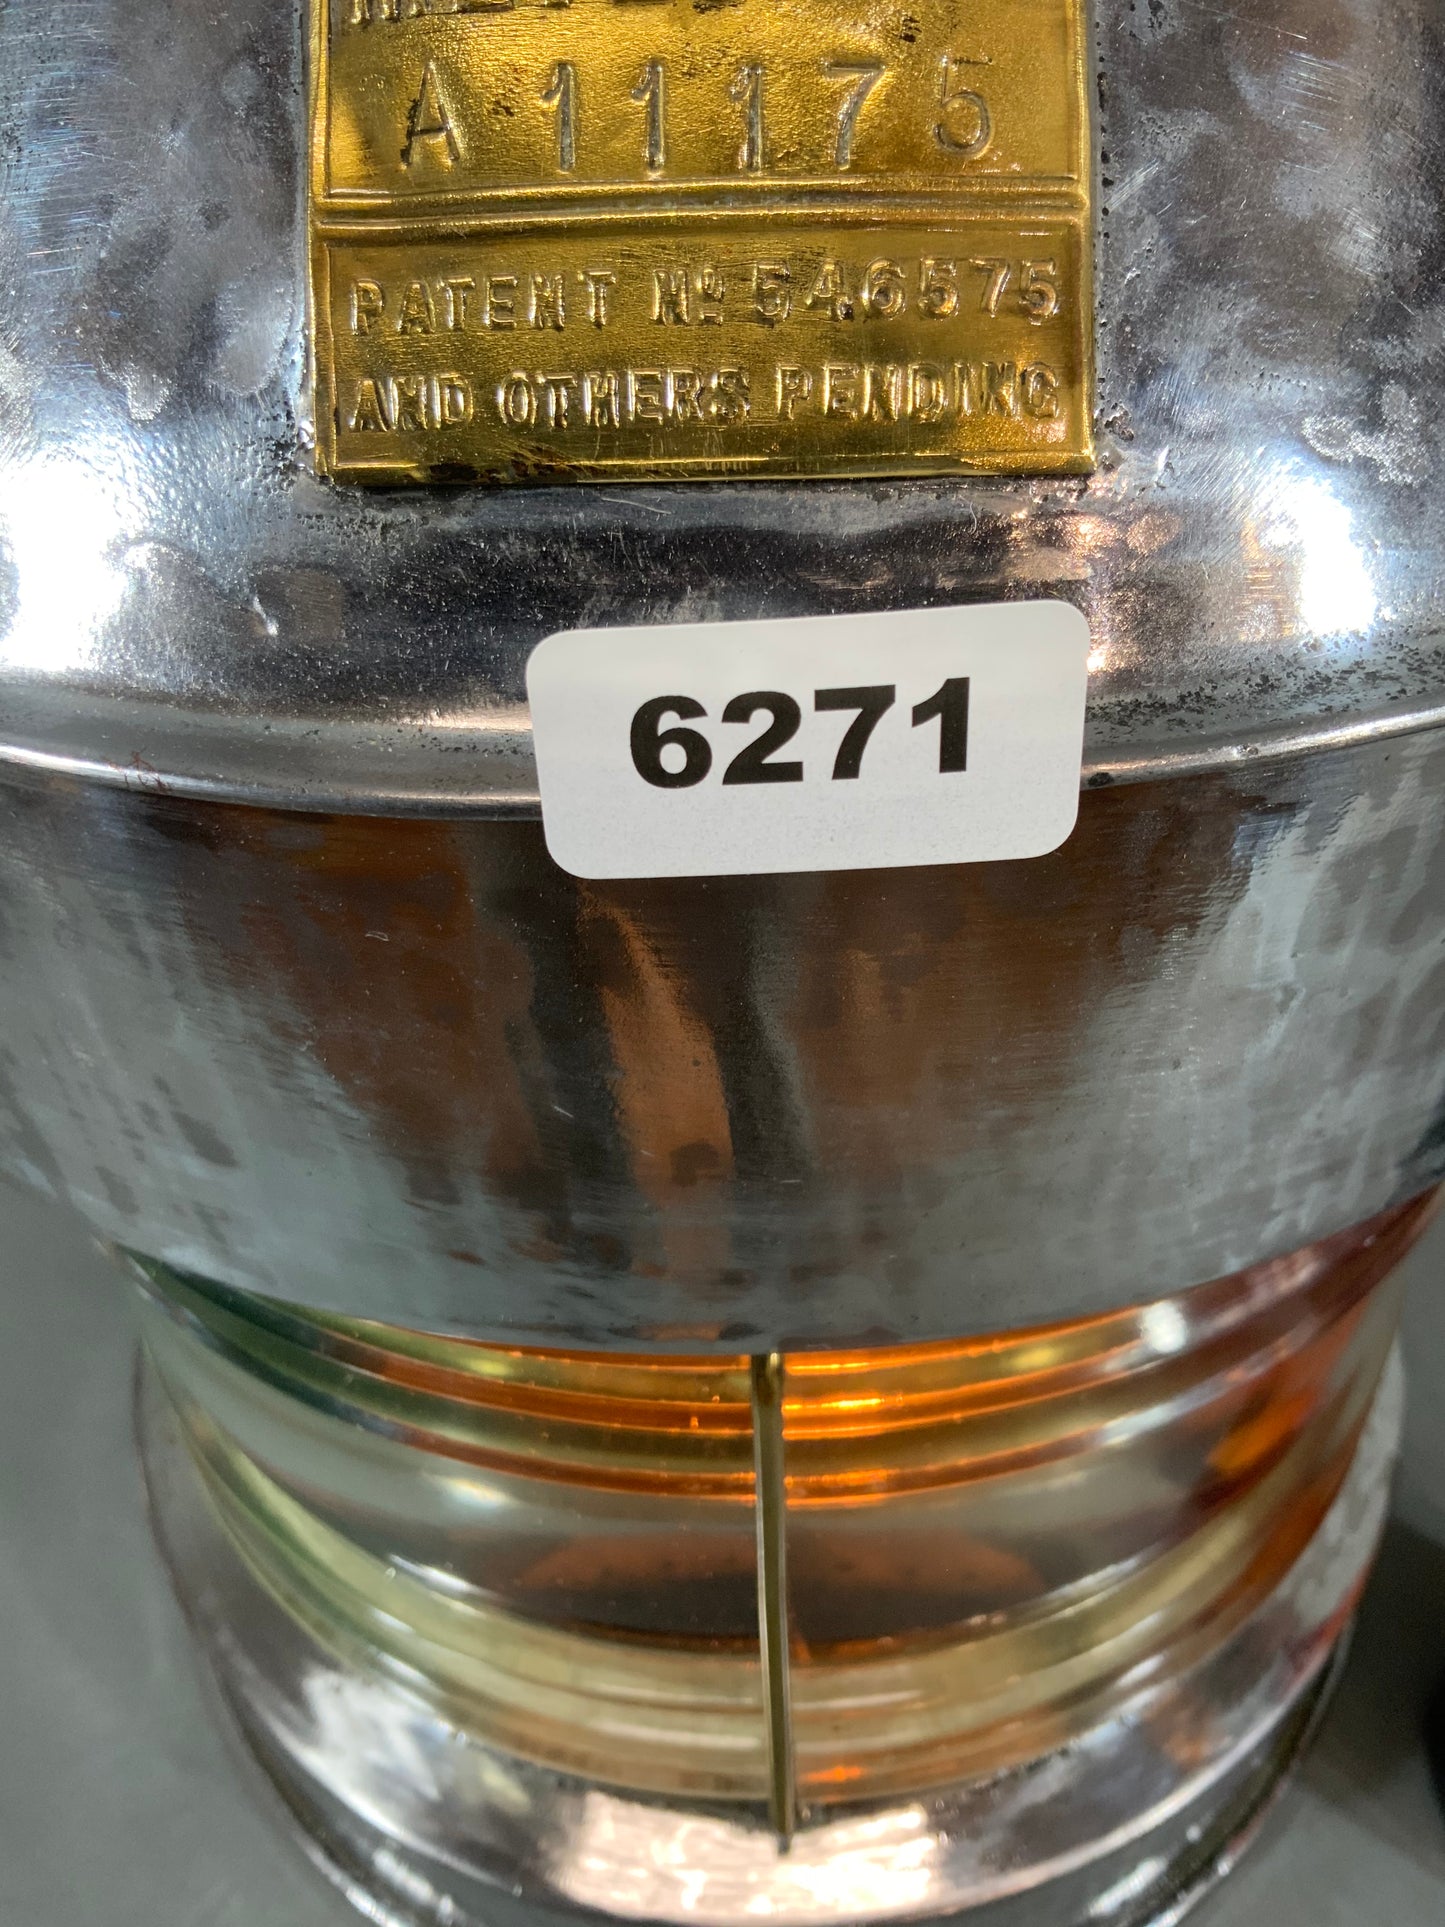 A 11175
PATENT Nº 546575
AND OTHERS PENDING
6271